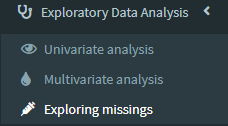 Exploratory Data Analysis
Univariate analysis
Multivariate analysis
Exploring missings